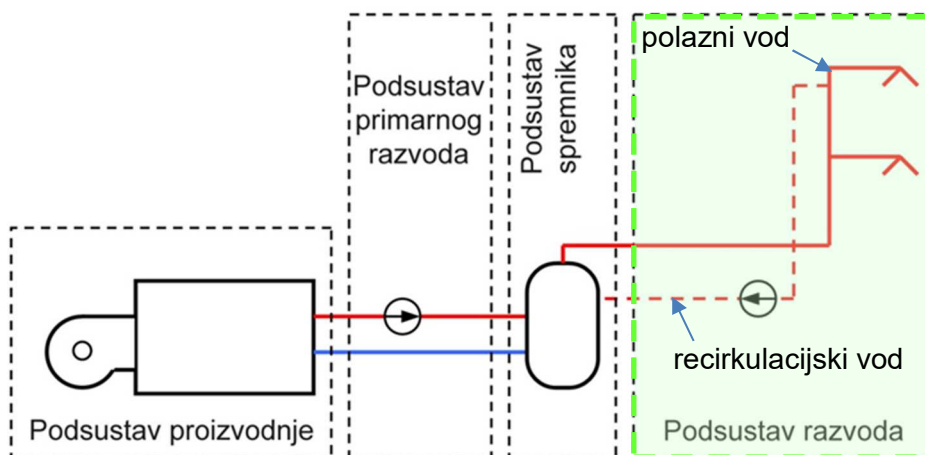 polazni vod
Podsustav
primarnog
razvoda
Podsustav
spremnika
recirkulacijski vod
Podsustav proizvodnje
Podsustav razvoda